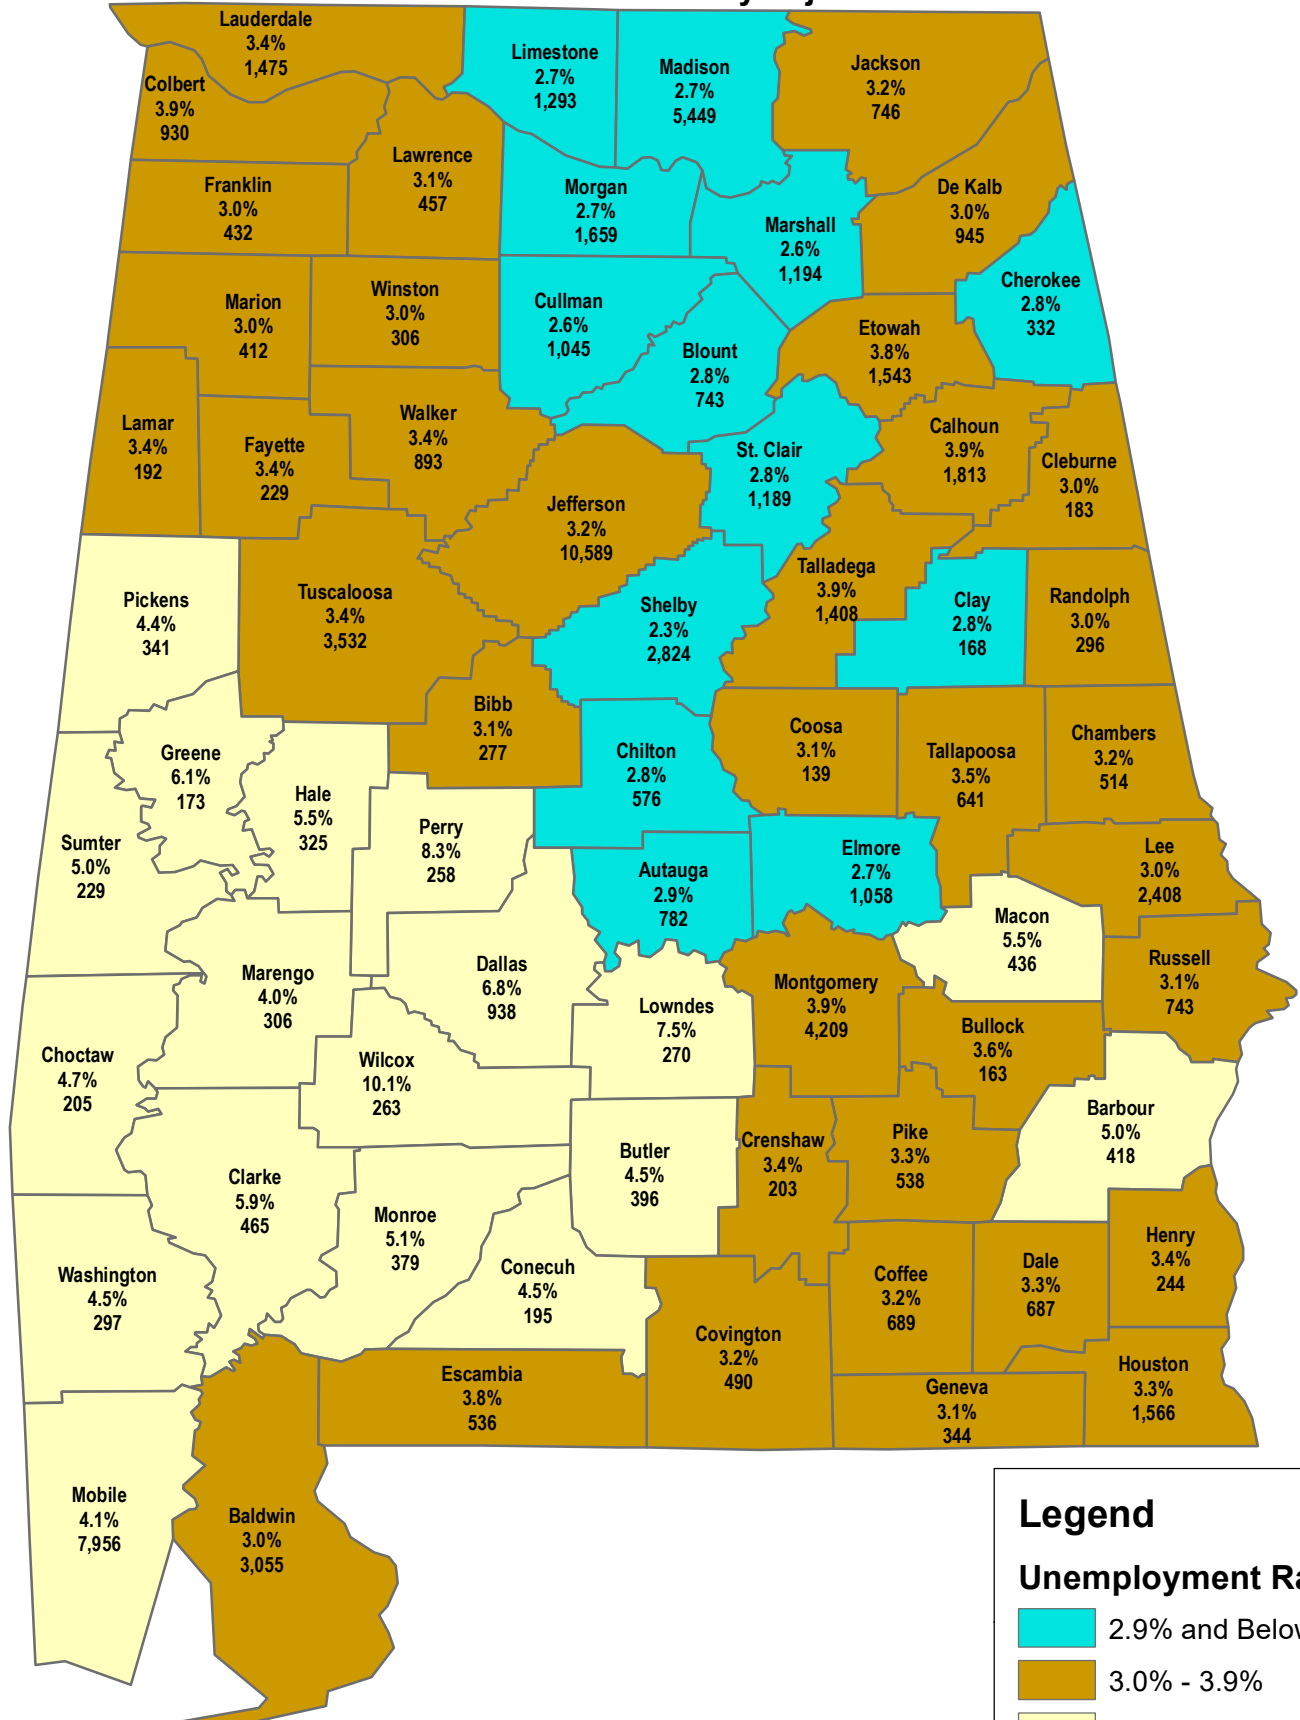 Lauderdale
3.4%
1,475
Limestone
2.7%
1,293
Madison
2.7%
5,449
Jackson
3.2%
746
Colbert
3.9%
930
Lawrence
3.1%
457
Franklin
3.0%
432
Morgan
2.7%
1,659
Marshall
2.6%
1,194
De Kalb
3.0%
945
Cherokee
2.8%
332
Marion
3.0%
412
Winston
3.0%
306
Cullman
2.6%
1,045
Blount
2.8%
743
Etowah
3.8%
1,543
Lamar
3.4%
192
Fayette
3.4%
229
Walker
3.4%
893
Jefferson
3.2%
10,589
St. Clair
2.8%
1,189
Calhoun
3.9%
1,813
Cleburne
3.0%
183
Pickens
4.4%
341
Tuscaloosa
3.4%
3,532
Shelby
2.3%
2,824
Talladega
3.9%
1,408
Clay
2.8%
168
Randolph
3.0%
296
Greene
6.1%
173
Bibb
3.1%
277
Chilton
2.8%
576
Coosa
3.1%
139
Tallapoosa
3.5%
641
Chambers
3.2%
514
Sumter
5.0%
229
Hale
5.5%
325
Perry
8.3%
258
Autauga
2.9%
782
Elmore
2.7%
1,058
Lee
3.0%
2,408
Macon
5.5%
436
Russell
3.1%
743
Marengo
4.0%
306
Dallas
6.8%
938
Lowndes
7.5%
270
Montgomery
3.9%
4,209
Bullock
3.6%
163
Choctaw
4.7%
205
Wilcox
10.1%
263
Barbour
5.0%
418
Clarke
5.9%
465
Butler
4.5%
396
Crenshaw
3.4%
203
Pike
3.3%
538
Monroe
5.1%
379
Conecuh
4.5%
195
Henry
3.4%
244
Washington
4.5%
297
Coffee
3.2%
689
Dale
3.3%
687
Covington
3.2%
490
Escambia
3.8%
536
Geneva
3.1%
344
Houston
3.3%
1,566
Mobile
4.1%
7,956
Baldwin
3.0%
3,055
Legend
Unemployment Ra
2.9% and Below
3.0% - 3.9%